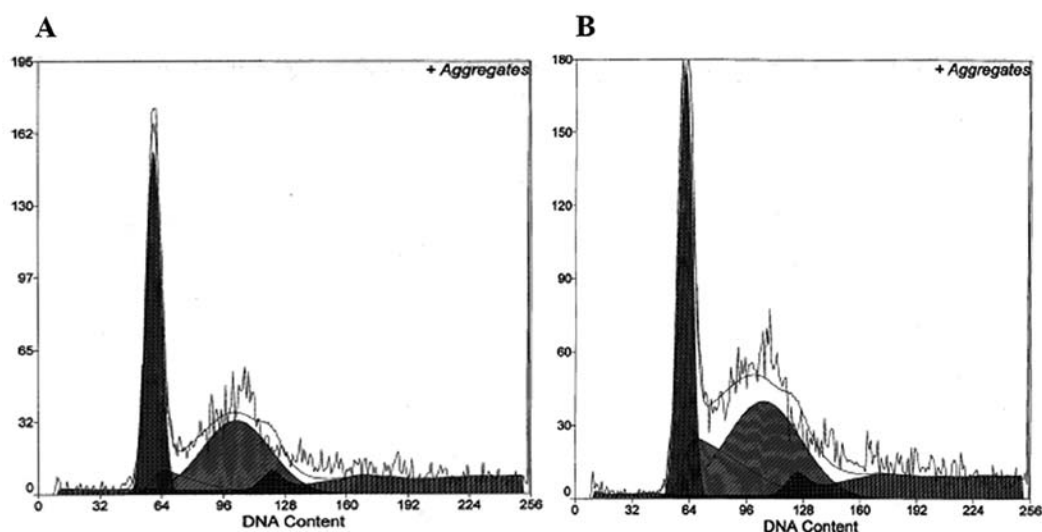 A
B
+ Aggregates
195
162
130
97
65
32
0
0 32 64 96 128 160 192 224 256
DNA Content
+ Aggregates
180
150
120
90
60
30
0
0 32 64 96 128 160 192 224 256
DNA Content